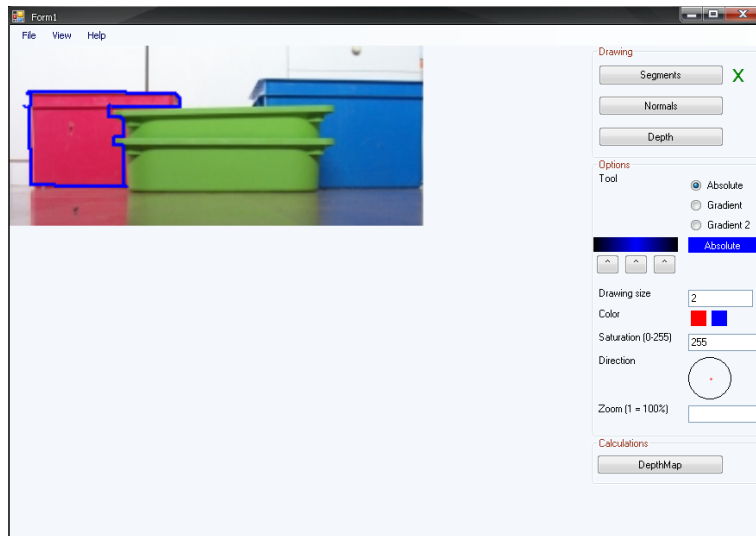 Form1
File View Help
Drawing
Segments X
Normals
Depth
Options
Tool
Absolute
Gradient
Gradient 2
Absolute
^ ^ ^
Drawing size 2
Color
Saturation (0-255) 255
Direction
Zoom (1 = 100%)
Calculations
DepthMap